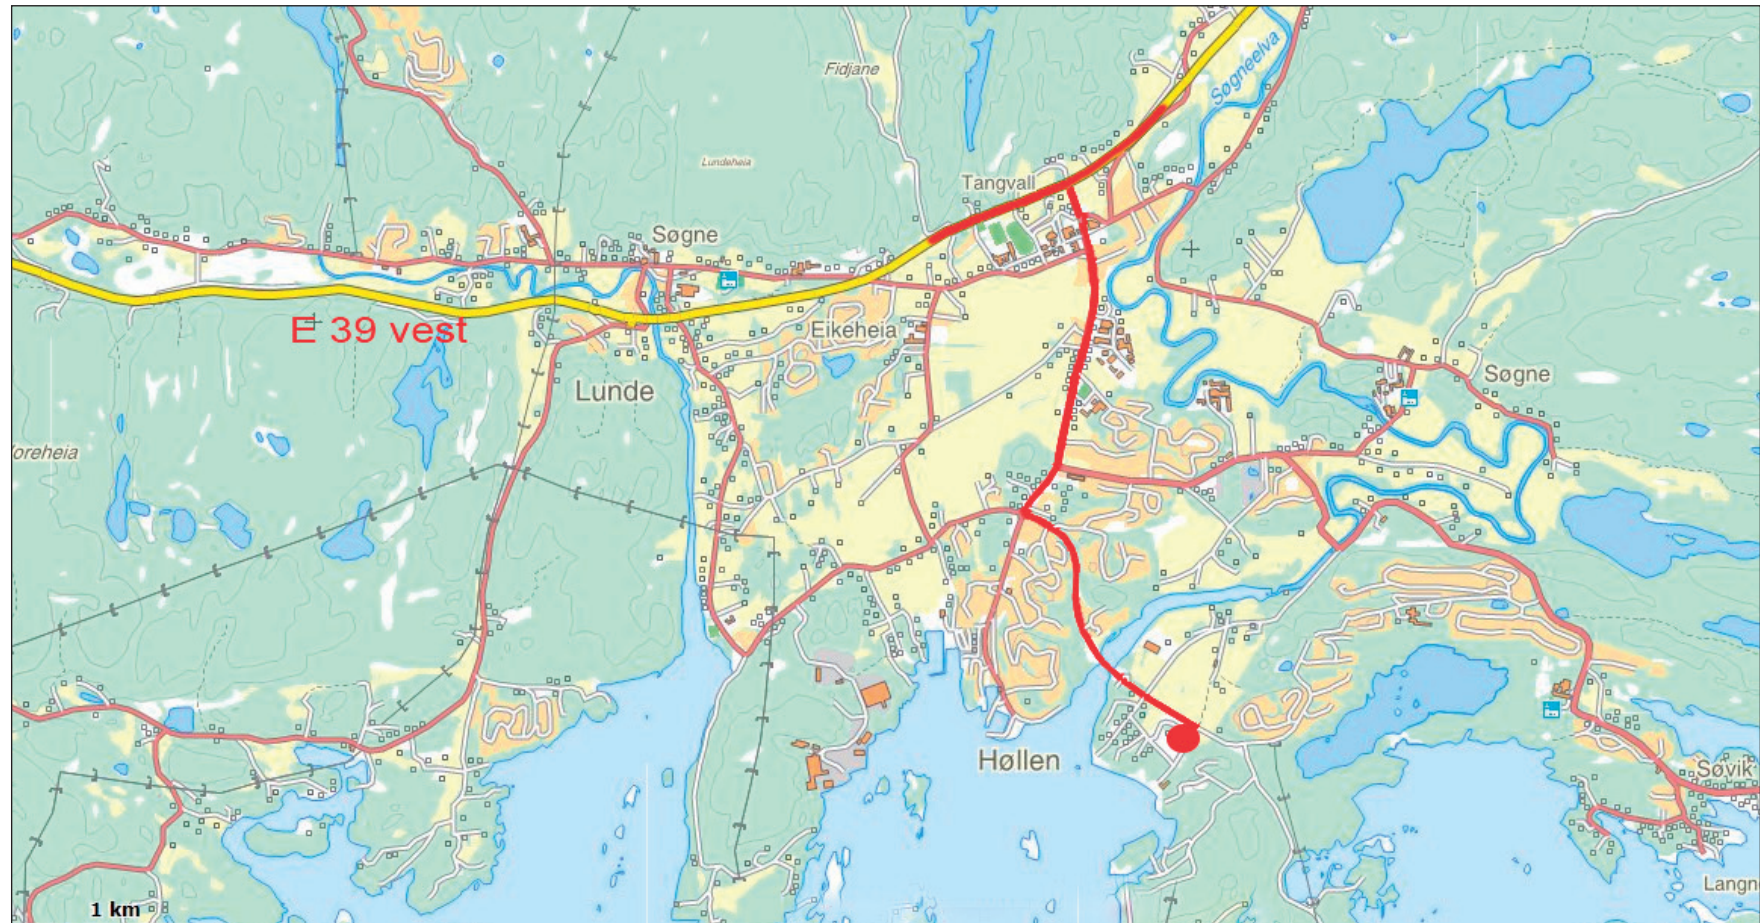 Fidjane
Søgneelva
Lundeheia
Tangvall
Søgne
E 39 vest
Eikeheia
Søgne
Lunde
oreheia
Høllen
Søvik
Langn
1 km